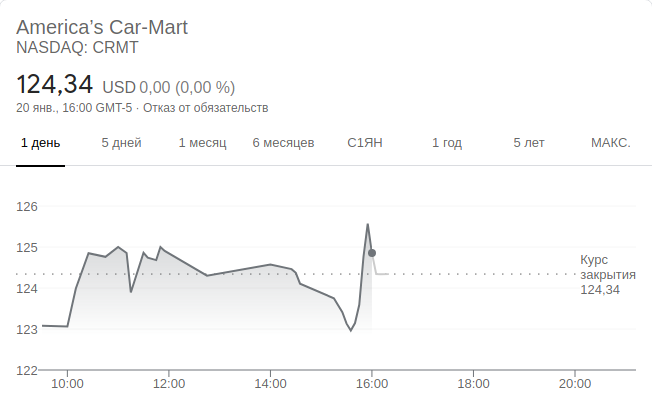 America’s Car-Mart
NASDAQ: CRMT
124,34 USD 0,00 (0,00 %)
20 янв., 16:00 GMT-5 · Отказ от обязательств
1 день 5 дней 1 месяц 6 месяцев С1ЯН 1 год 5 лет МАКС.
126
125
Курс
закрытия
124
124,34
123
122
10:00 12:00 14:00 16:00 18:00 20:00